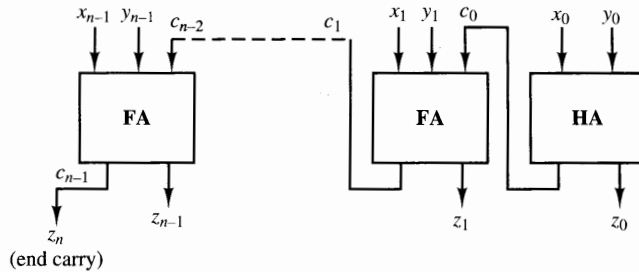 xₙ₋₁ yₙ₋₁ cₙ₋₂ c₁ x₁ y₁ c₀ x₀ y₀
FA FA HA
cₙ₋₁
zₙ₋₁ z₁ z₀
zₙ
(end carry)